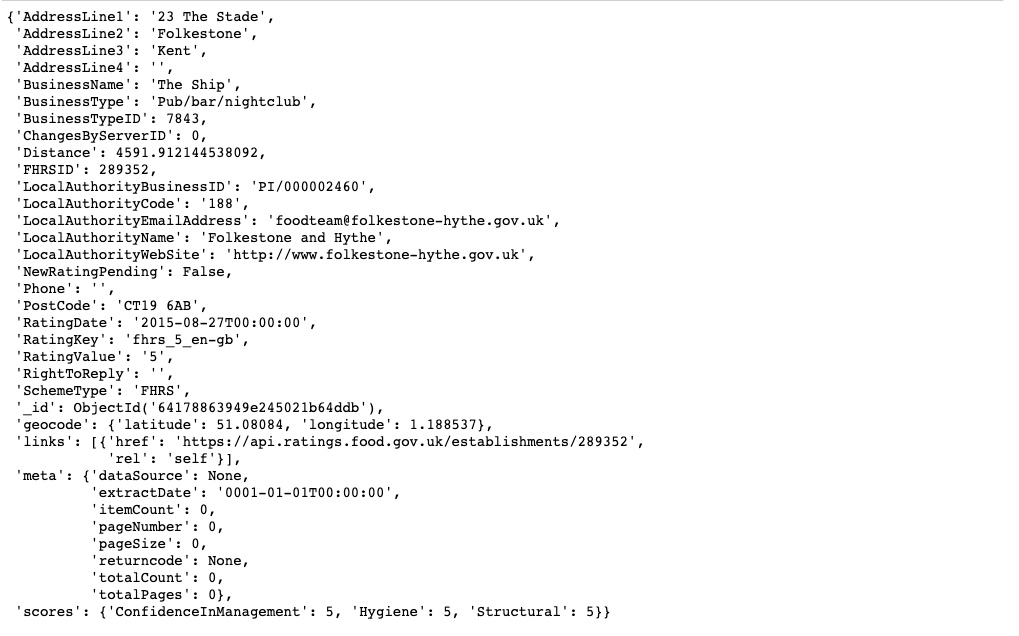 {'AddressLine1': '23 The Stade',
 'AddressLine2': 'Folkestone',
 'AddressLine3': 'Kent',
 'AddressLine4': '',
 'BusinessName': 'The Ship',
 'BusinessType': 'Pub/bar/nightclub',
 'BusinessTypeID': 7843,
 'ChangesByServerID': 0,
 'Distance': 4591.912144538092,
 'FHRSID': 289352,
 'LocalAuthorityBusinessID': 'PI/000002460',
 'LocalAuthorityCode': '188',
 'LocalAuthorityEmailAddress': 'foodteam@folkestone-hythe.gov.uk',
 'LocalAuthorityName': 'Folkestone and Hythe',
 'LocalAuthorityWebSite': 'http://www.folkestone-hythe.gov.uk',
 'NewRatingPending': False,
 'Phone': '',
 'PostCode': 'CT19 6AB',
 'RatingDate': '2015-08-27T00:00:00',
 'RatingKey': 'fhrs_5_en-gb',
 'RatingValue': '5',
 'RightToReply': '',
 'SchemeType': 'FHRS',
 '_id': ObjectId('64178863949e245021b64ddb'),
 'geocode': {'latitude': 51.08084, 'longitude': 1.188537},
 'links': [{'href': 'https://api.ratings.food.gov.uk/establishments/289352',
            'rel': 'self'}],
 'meta': {'dataSource': None,
          'extractDate': '0001-01-01T00:00:00',
          'itemCount': 0,
          'pageNumber': 0,
          'pageSize': 0,
          'returncode': None,
          'totalCount': 0,
          'totalPages': 0},
 'scores': {'ConfidenceInManagement': 5, 'Hygiene': 5, 'Structural': 5}}